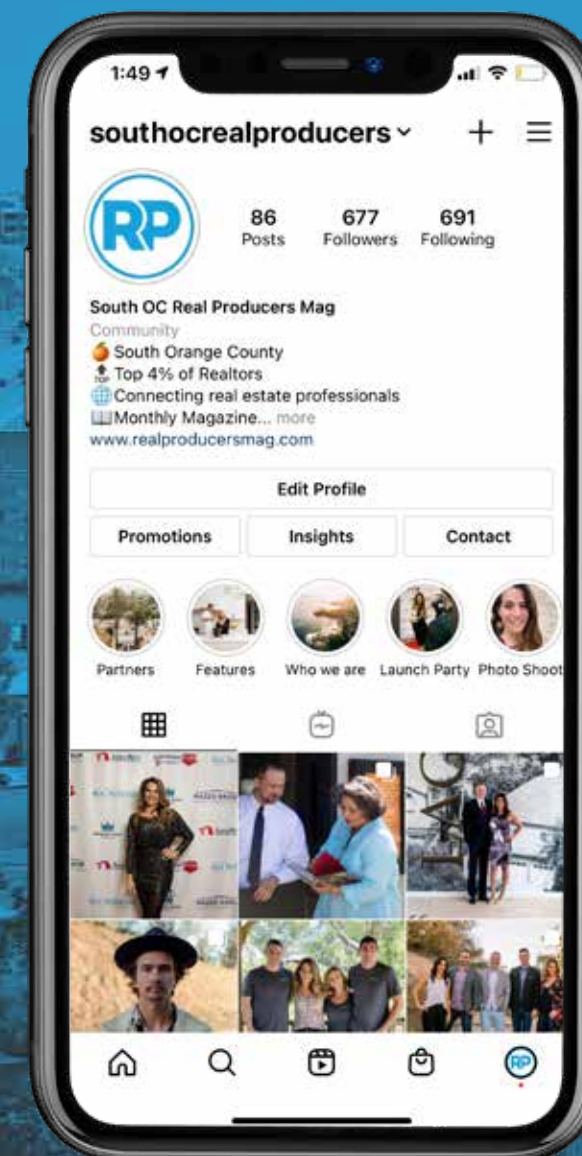 1:49
southocrealproducers
RP
86 677 691
Posts Followers Following
South OC Real Producers Mag
Community
South Orange County
TOP Top 4% of Realtors
Connecting real estate professionals
Monthly Magazine... more
www.realproducersmag.com
Edit Profile
Promotions Insights Contact
Partners Features Who we are Launch Party Photo Shoot
RP